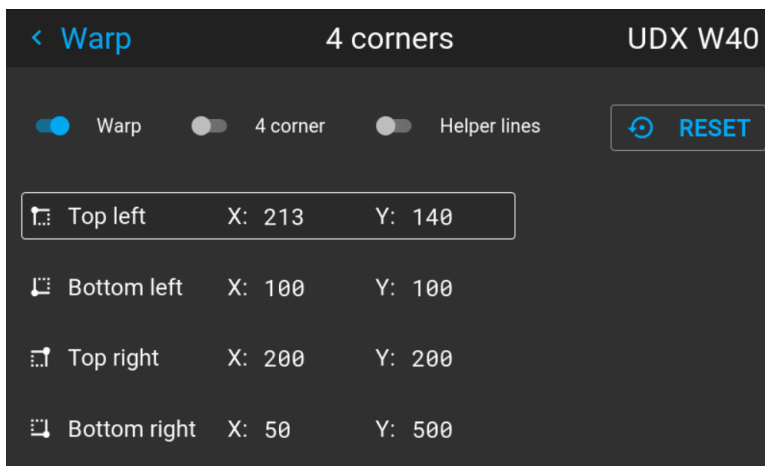 Warp 4 corners UDX W40
Warp 4 corner Helper lines RESET
Top left X: 213 Y: 140
Bottom left X: 100 Y: 100
Top right X: 200 Y: 200
Bottom right X: 50 Y: 500